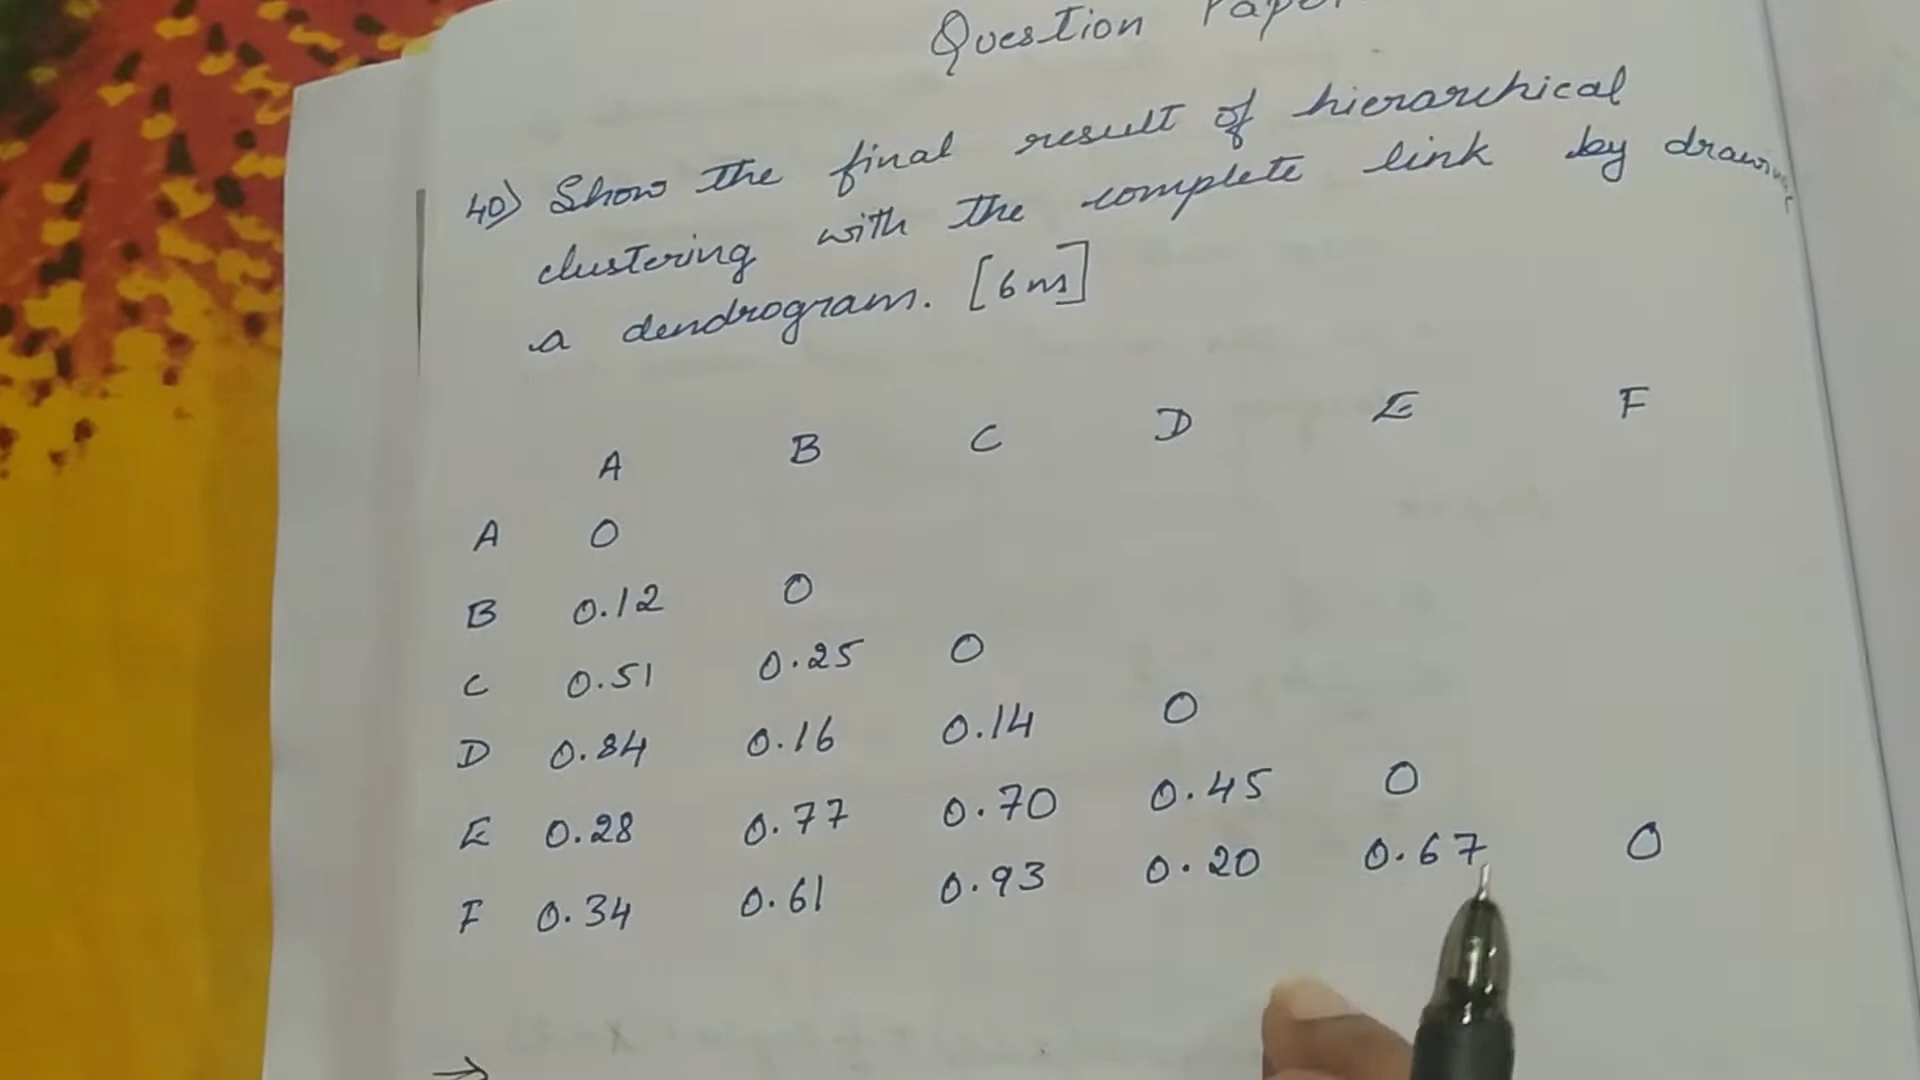 Question Paper
40) Show the final result of hierarchical
clustering with the complete link by drawing
a dendrogram. [6m]
A B C D E F
A 0
B 0.12 0
C 0.51 0.25 0
D 0.84 0.16 0.14 0
E 0.28 0.77 0.70 0.45 0
F 0.34 0.61 0.93 0.20 0.67 0
→